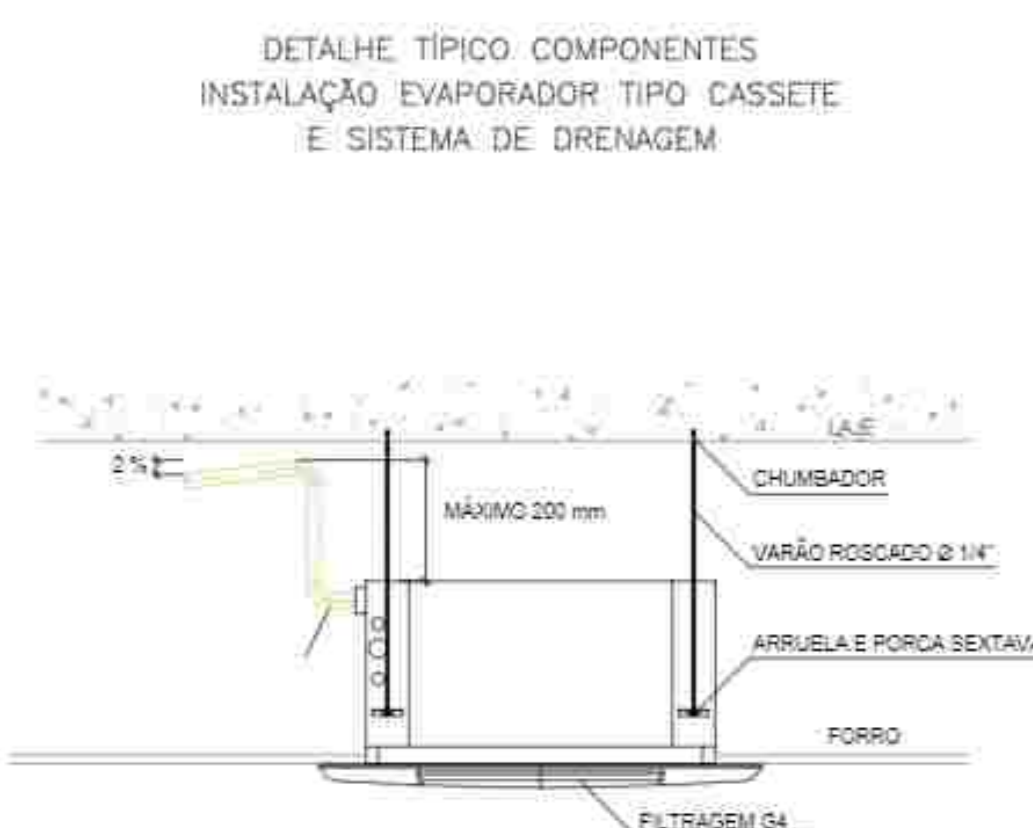 DETALHE TÍPICO COMPONENTES
INSTALAÇÃO EVAPORADOR TIPO CASSETE
E SISTEMA DE DRENAGEM
LAJE
2 %
CHUMBADOR
MÁXIMO 200 mm
VARÃO ROSCADO Ø 1/4"
ARRUELA E PORCA SEXTAVA
FORRO
FILTRAGEM G4